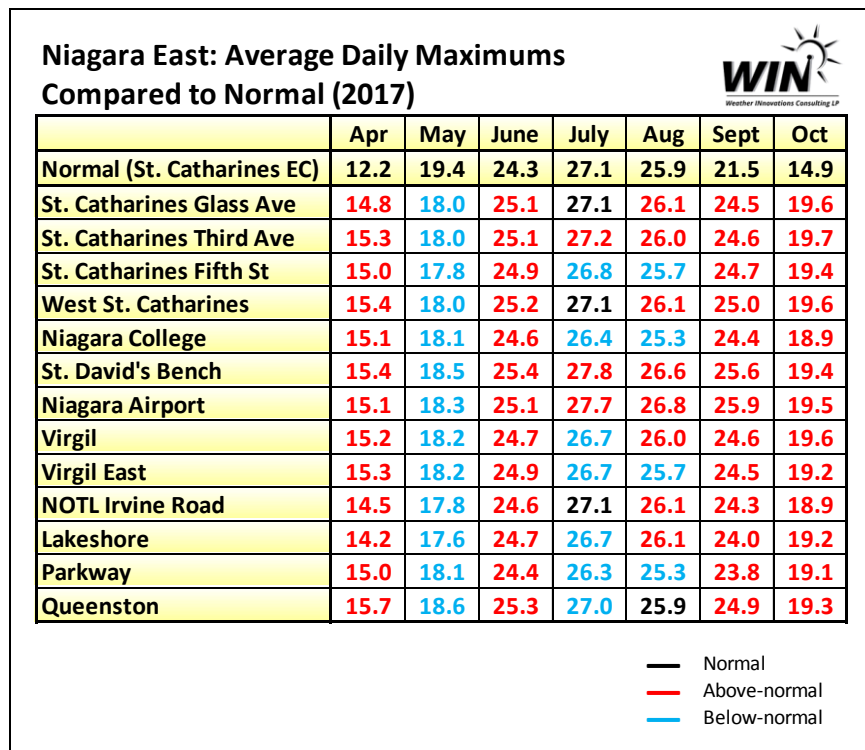 Niagara East: Average Daily Maximums
Compared to Normal (2017)
WIN
Weather INnovations Consulting LP
Apr May June July Aug Sept Oct
Normal (St. Catharines EC) 12.2 19.4 24.3 27.1 25.9 21.5 14.9
St. Catharines Glass Ave 14.8 18.0 25.1 27.1 26.1 24.5 19.6
St. Catharines Third Ave 15.3 18.0 25.1 27.2 26.0 24.6 19.7
St. Catharines Fifth St 15.0 17.8 24.9 26.8 25.7 24.7 19.4
West St. Catharines 15.4 18.0 25.2 27.1 26.1 25.0 19.6
Niagara College 15.1 18.1 24.6 26.4 25.3 24.4 18.9
St. David's Bench 15.4 18.5 25.4 27.8 26.6 25.6 19.4
Niagara Airport 15.1 18.3 25.1 27.7 26.8 25.9 19.5
Virgil 15.2 18.2 24.7 26.7 26.0 24.6 19.6
Virgil East 15.3 18.2 24.9 26.7 25.7 24.5 19.2
NOTL Irvine Road 14.5 17.8 24.6 27.1 26.1 24.3 18.9
Lakeshore 14.2 17.6 24.7 26.7 26.1 24.0 19.2
Parkway 15.0 18.1 24.4 26.3 25.3 23.8 19.1
Queenston 15.7 18.6 25.3 27.0 25.9 24.9 19.3
Normal
Above-normal
Below-normal